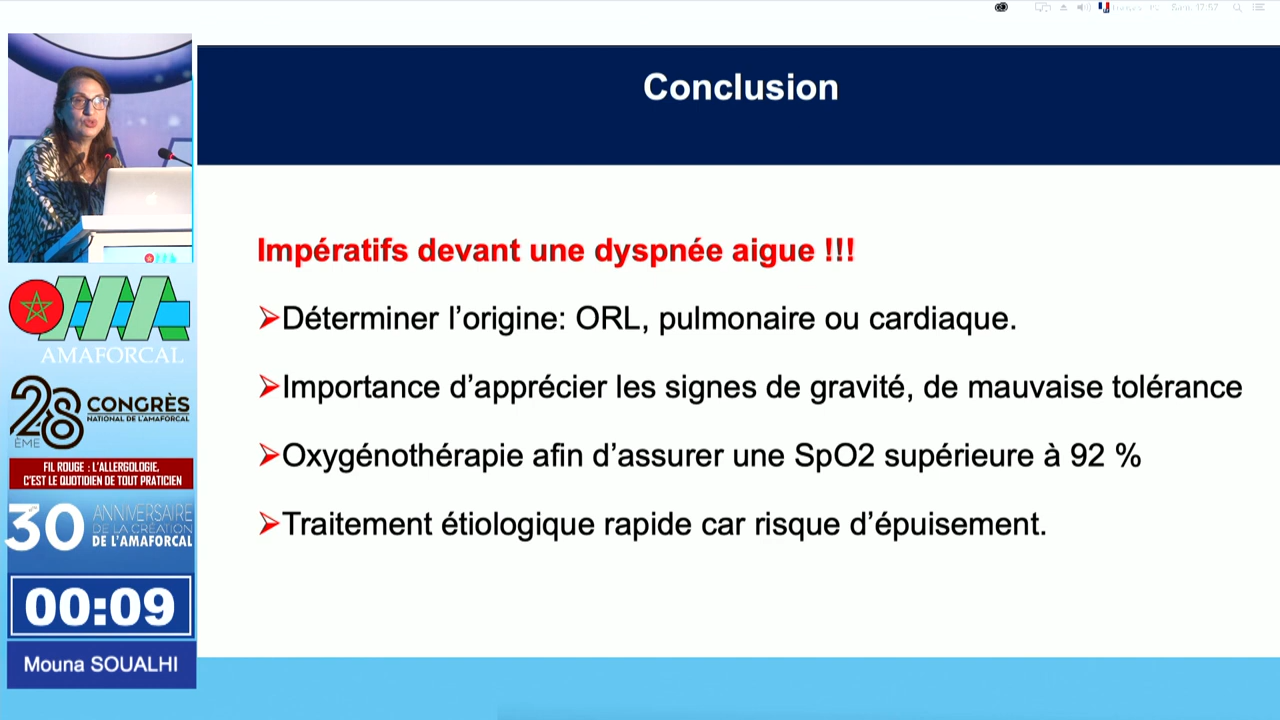 Conclusion
Impératifs devant une dyspnée aigue !!!
Déterminer l'origine: ORL, pulmonaire ou cardiaque.
Importance d'apprécier les signes de gravité, de mauvaise tolérance
Oxygénothérapie afin d'assurer une SpO2 supérieure à 92 %
Traitement étiologique rapide car risque d'épuisement.
AMAFORCAL
28 ÈME CONGRÈS
NATIONAL DE L'AMAFORCAL
FIL ROUGE : L'ALLERGOLOGIE,
C'EST LE QUOTIDIEN DE TOUT PRATICIEN
30 ANNIVERSAIRE
DE LA CRÉATION
DE L'AMAFORCAL
00:09
Mouna SOUALHI